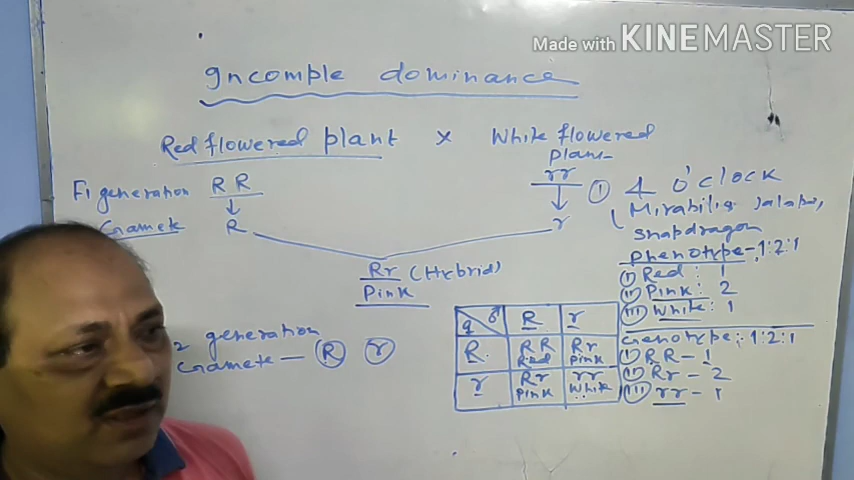 Made with KINEMASTER
Incomple dominance
Red flowered plant x White flowered
plant
F1 generation RR rr
Gamete R r
Rr (Hybrid)
Pink
2 generation
Gamete — R r
♀ ♂ R r
R RR Rr
Red Pink
r Rr rr
Pink White
① 4 O'clock
(Mirabilis Jalapa,
Snapdragon
Phenotype - 1:2:1
(i) Red : 1
(ii) Pink : 2
(iii) White : 1
Genotype : 1:2:1
(i) RR - 1
(ii) Rr - 2
(iii) rr - 1